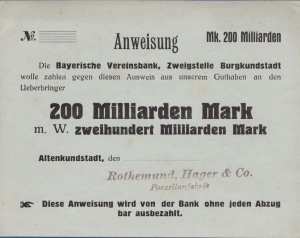 No.
Anweisung
Mk. 200 Milliarden
Die Bayerische Vereinsbank, Zweigstelle Burgkundstadt
wolle zahlen gegen diesen Ausweis aus unserem Guthaben an den
Ueberbringer
200 Milliarden Mark
m. W. zweihundert Milliarden Mark
Altenkundstadt, den
Rothemund, Hager & Co.
Porzellanfabrik
Diese Anweisung wird von der Bank ohne jeden Abzug
bar ausbezahlt.